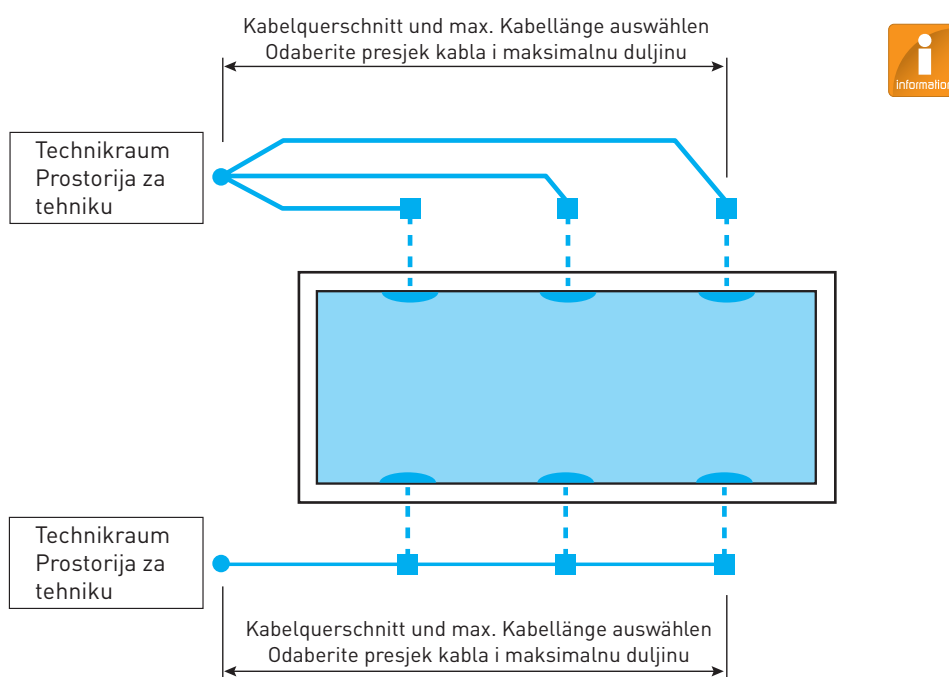 Kabelquerschnitt und max. Kabellänge auswählen
Odaberite presjek kabla i maksimalnu duljinu
information
Technikraum
Prostorija za
tehniku
Technikraum
Prostorija za
tehniku
Kabelquerschnitt und max. Kabellänge auswählen
Odaberite presjek kabla i maksimalnu duljinu